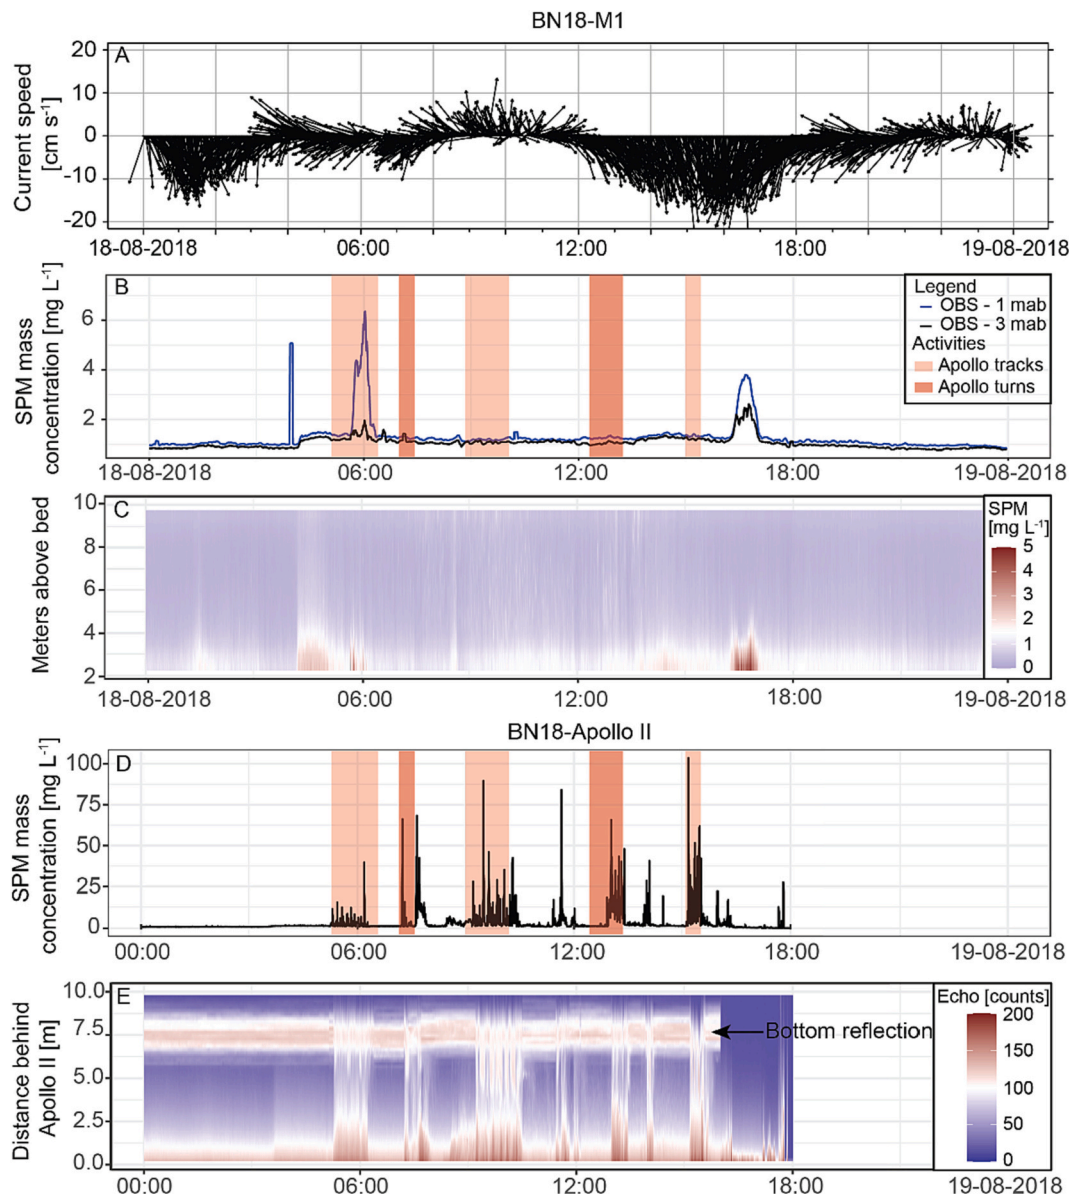 BN18-M1
A
Current speed
[cm s-1]
20
10
0
-10
-20
18-08-2018
06:00
12:00
18:00
19-08-2018
B
SPM mass
concentration [mg L-1]
6
4
2
Legend
OBS - 1 mab
OBS - 3 mab
Activities
Apollo tracks
Apollo turns
18-08-2018
06:00
12:00
18:00
19-08-2018
C
Meters above bed
10
8
6
4
2
SPM
[mg L-1]
5
4
3
2
1
0
18-08-2018
06:00
12:00
18:00
19-08-2018
BN18-Apollo II
D
SPM mass
concentration [mg L-1]
100
75
50
25
0
00:00
06:00
12:00
18:00
19-08-2018
E
Distance behind
Apollo II [m]
10.0
7.5
5.0
2.5
0.0
Bottom reflection
Echo [counts]
200
150
100
50
0
00:00
06:00
12:00
18:00
19-08-2018